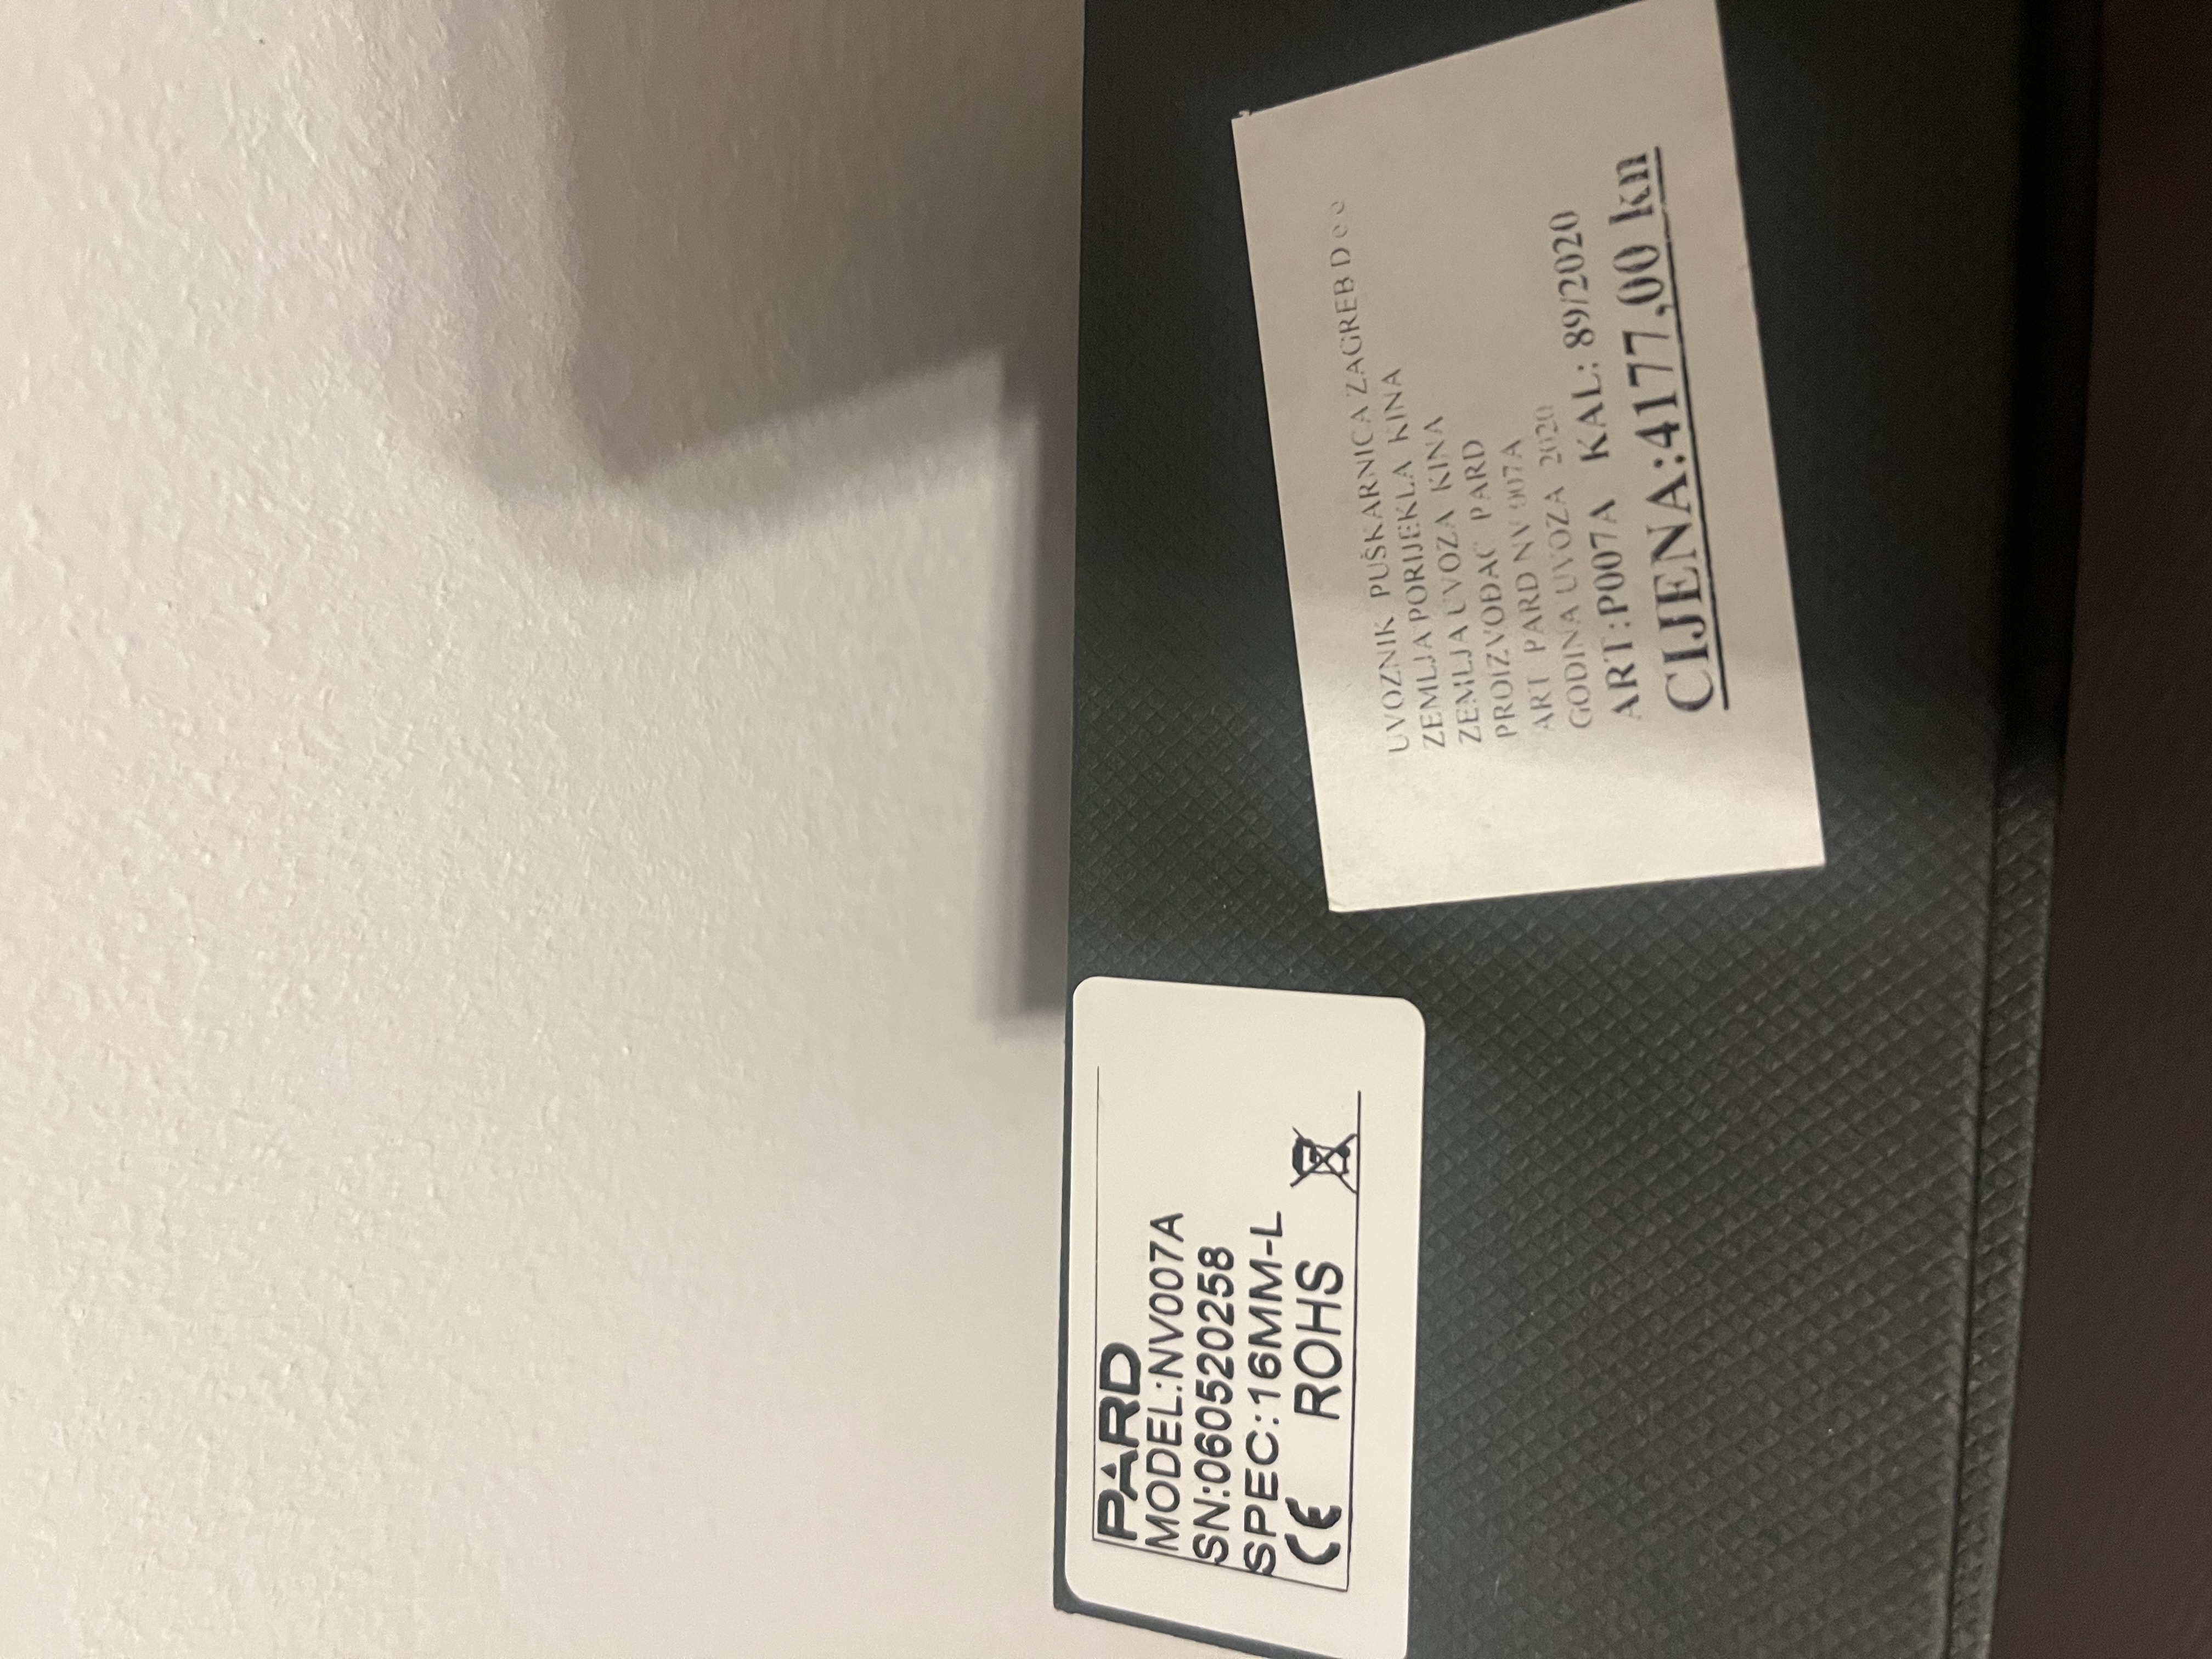 PARD
MODEL:NV007A
SN:060520258
SPEC:16MM-L
CE ROHS
UVOZNIK PUŠKARNICA ZAGREB D o o
ZEMLJA PORIJEKLA KINA
ZEMLJA UVOZA KINA
PROIZVOĐAČ PARD
ART PARD NV 007A
GODINA UVOZA 2020
ART:P007A KAL: 89/2020
CIJENA:4177,00 kn